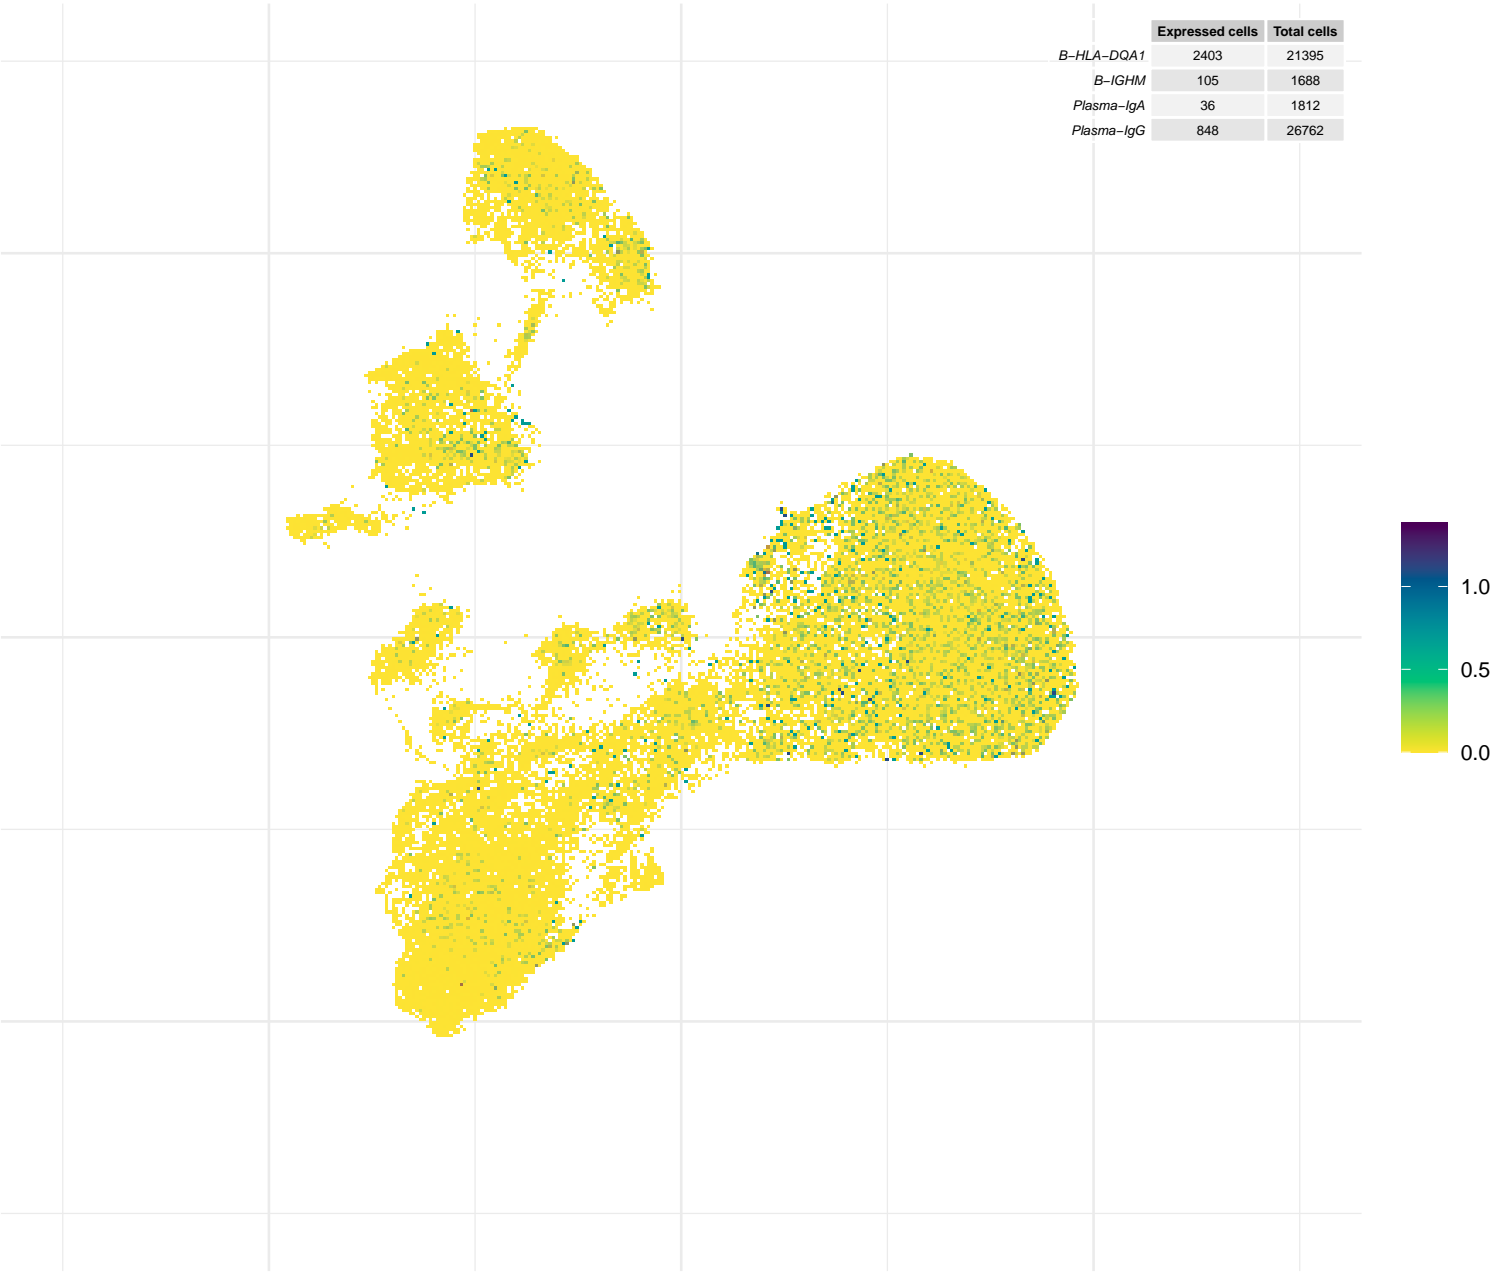 Expressed cells Total cells
B−HLA−DQA1 2403 21395
B−IGHM 105 1688
Plasma−IgA 36 1812
Plasma−IgG 848 26762
1.0
0.5
0.0